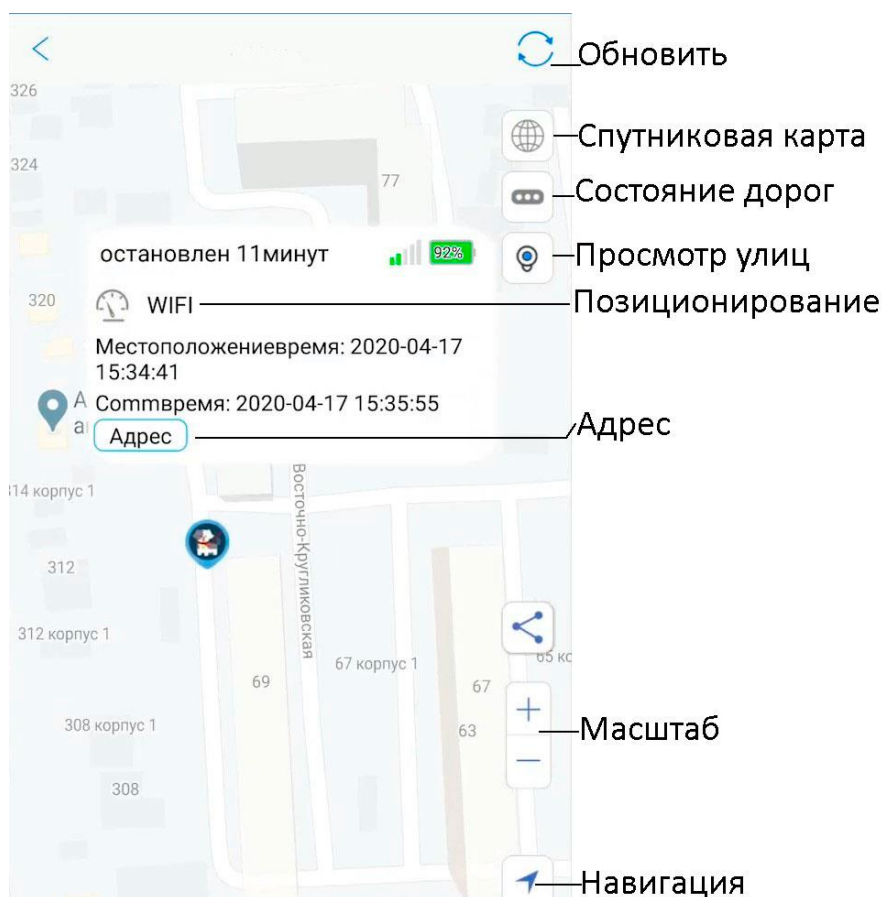 Обновить
326
Спутниковая карта
324
77
Состояние дорог
остановлен 11минут 92%
Просмотр улиц
320
WIFI
Позиционирование
Местоположениевремя: 2020-04-17
15:34:41
А
Commвремя: 2020-04-17 15:35:55
а
Адрес
Адрес
314 корпус 1
Восточно-Кругликовская
312
312 корпус 1
67 корпус 1
65 ко
69
67
308 корпус 1
63
Масштаб
308
Навигация